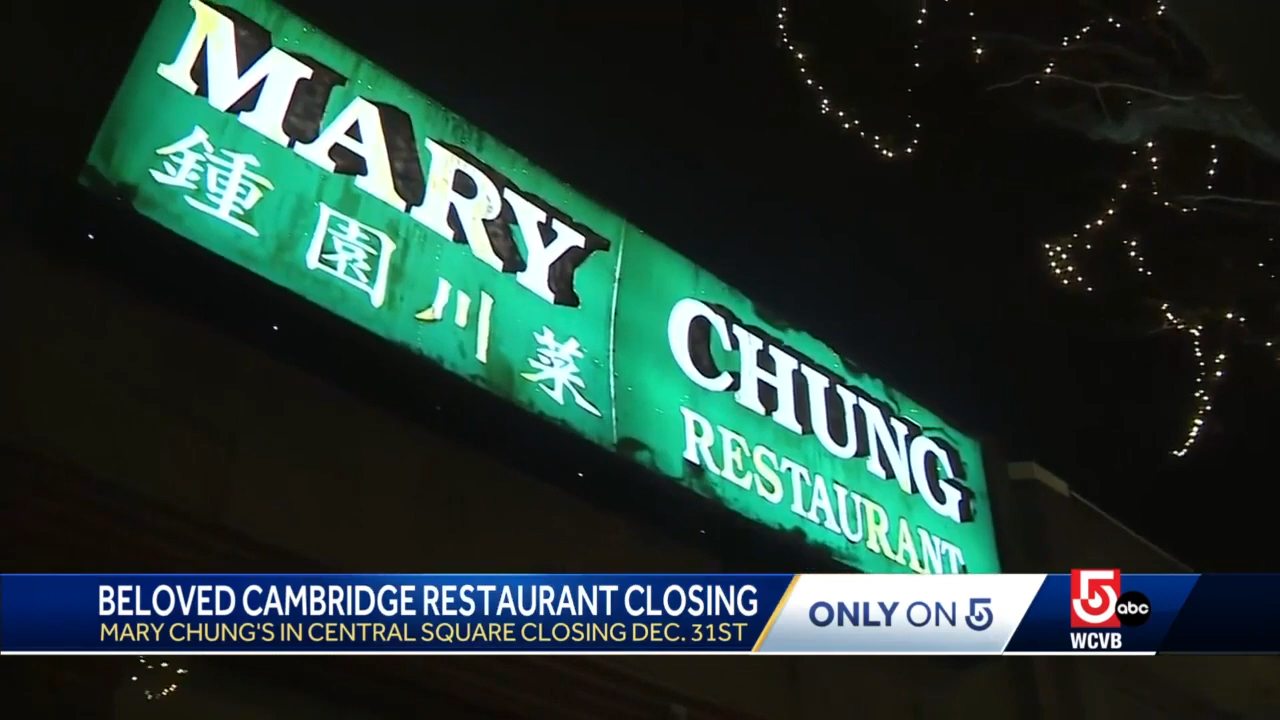 MARY CHUNG
鍾園川菜
RESTAURANT
BELOVED CAMBRIDGE RESTAURANT CLOSING
MARY CHUNG'S IN CENTRAL SQUARE CLOSING DEC. 31ST
ONLY ON 5
5 abc
WCVB